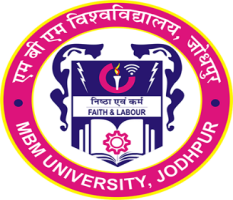 एम बी एम विश्वविद्यालय, जोधपुर
निष्ठा एवं कर्म
FAITH & LABOUR
MBM UNIVERSITY, JODHPUR